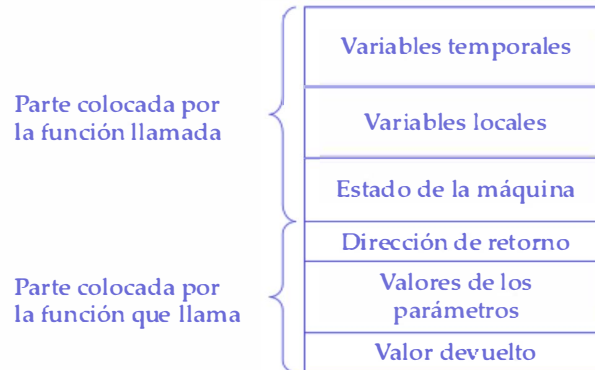 Variables temporales
Parte colocada por
la función llamada
Variables locales
Estado de la máquina
Dirección de retorno
Parte colocada por
la función que llama
Valores de los
parámetros
Valor devuelto